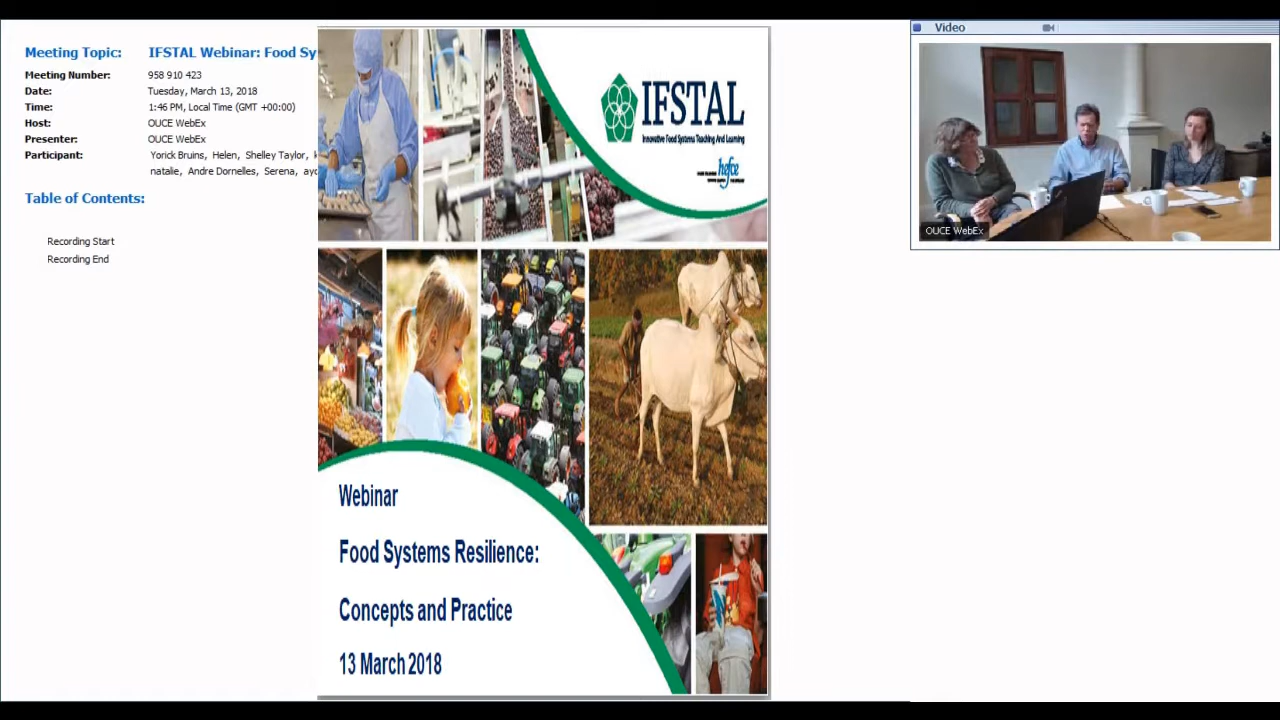 Meeting Topic: IFSTAL Webinar: Food Sy
Meeting Number: 958 910 423
Date: Tuesday, March 13, 2018
Time: 1:46 PM, Local Time (GMT +00:00)
Host: OUCE WebEx
Presenter: OUCE WebEx
Participant: Yorick Bruins, Helen, Shelley Taylor,
natalie, Andre Dornelles, Serena,
Table of Contents:
Recording Start
Recording End
IFSTAL
Innovative Food Systems Teaching And Learning
hefce
Webinar
Food Systems Resilience:
Concepts and Practice
13 March 2018
Video
OUCE WebEx